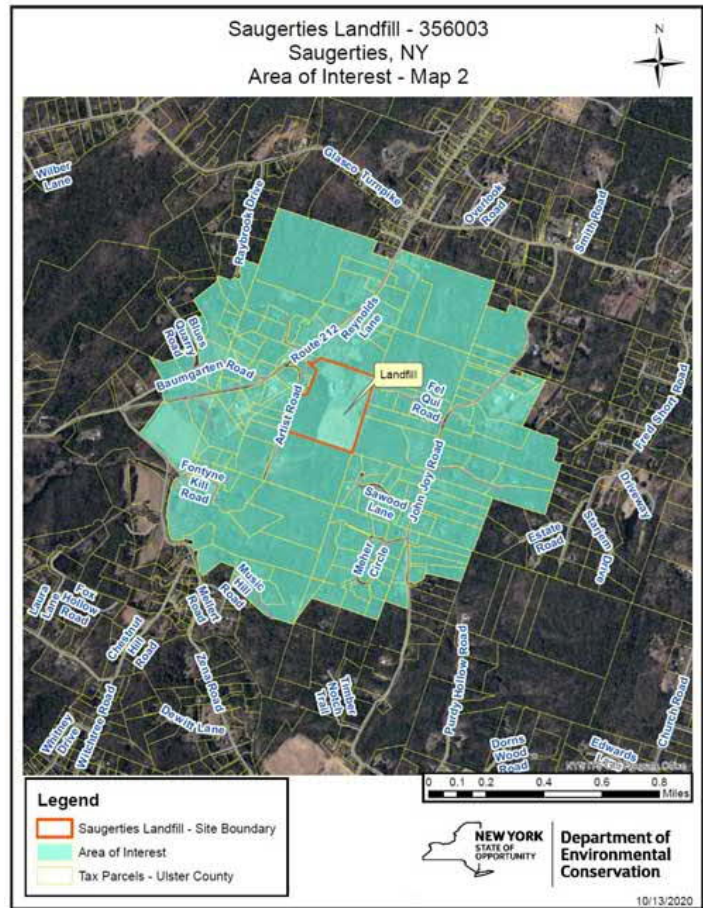 Saugerties Landfill - 356003
Saugerties, NY
Area of Interest - Map 2
N
Wilber
Lane
Glasco Turnpike
Raybrook Drive
Overlook
Road
Smith Road
Blues
Quarry
Road
Route 212
Reynolds
Lane
Baumgarten Road
Landfill
Artist Road
Fel
Qui
Road
Fred Short Road
John Joy Road
Fontyne
Kill
Road
Sawood
Lane
Driveway
Starjem
Drive
Estate
Road
Meher
Circle
Music
Hill
Road
Laura
Lane
Fox
Hollow
Road
Chestnut
Hill
Road
Meifert
Road
Zena Road
Purdy Hollow Road
Timber
Notch
Trail
Church Road
Whitney
Drive
Witchtree Road
Dewitt Lane
Dorns
Wood
Road
Edwards
0 0.1 0.2 0.4 0.6 0.8
Miles
Legend
Saugerties Landfill - Site Boundary
Area of Interest
Tax Parcels - Ulster County
NEW YORK
STATE OF
OPPORTUNITY
Department of
Environmental
Conservation
10/13/2020